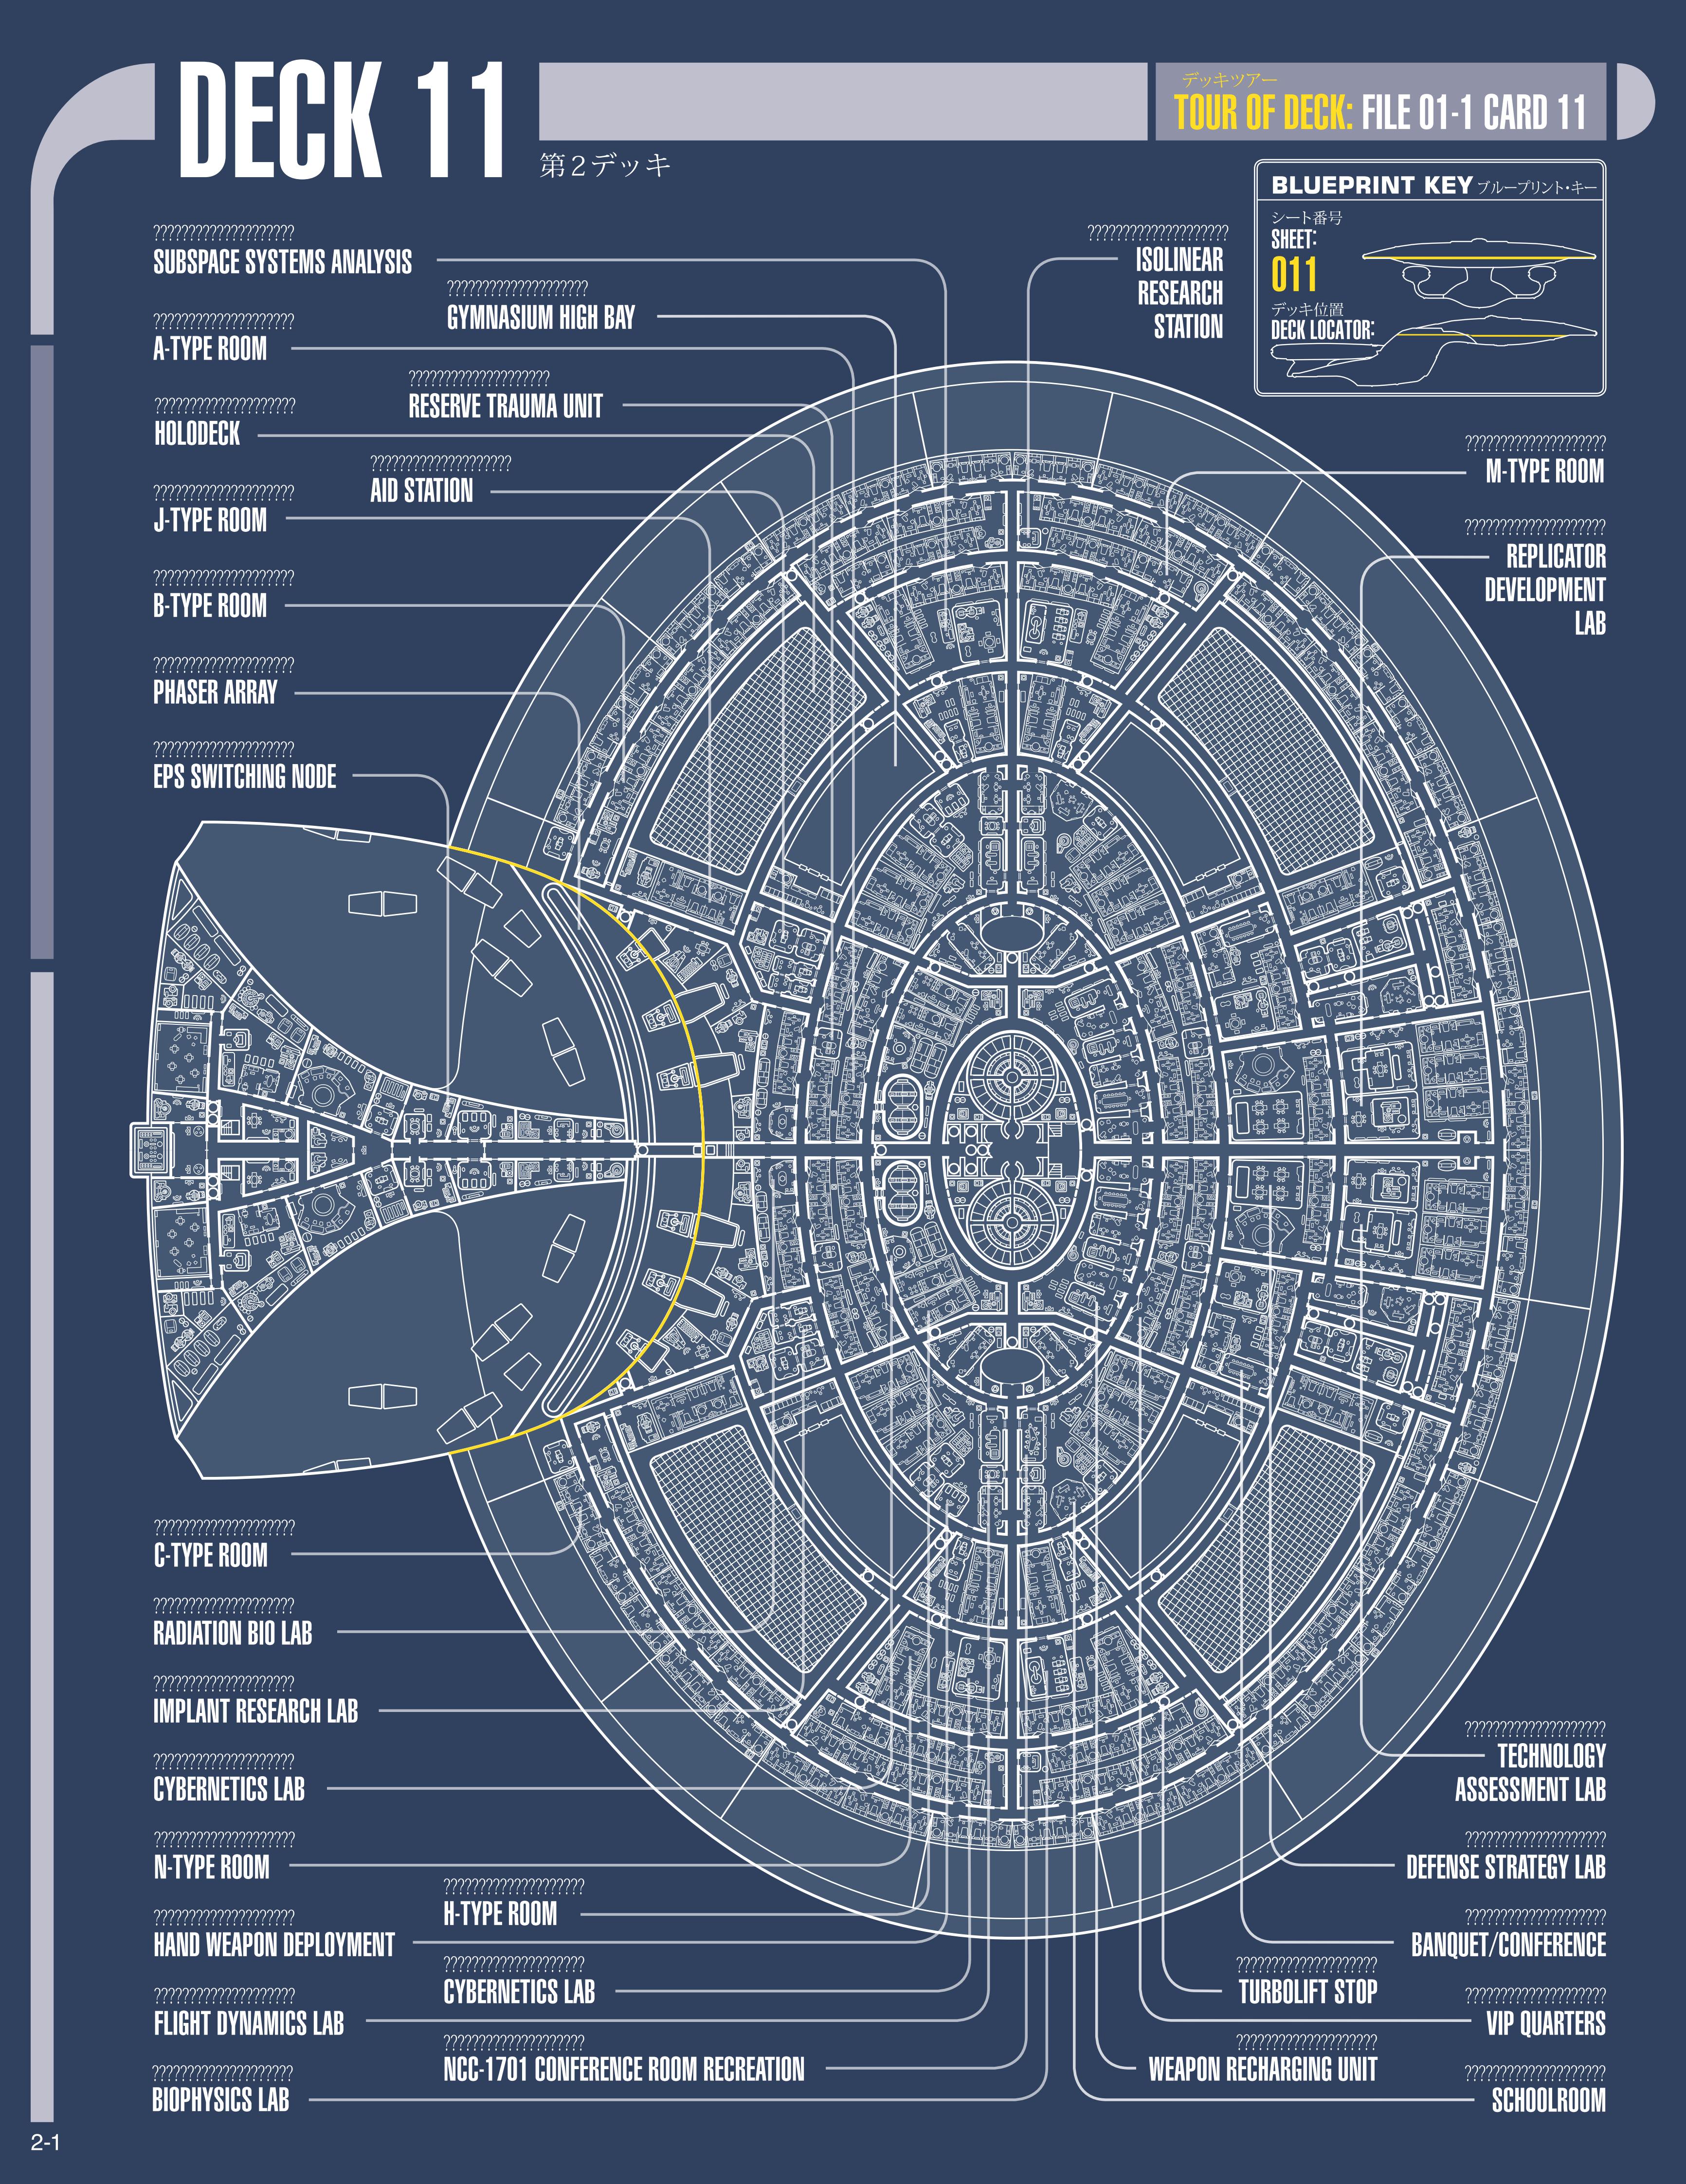 DECK 11
第2デッキ
デッキツアー
TOUR OF DECK: FILE 01-1 CARD 11
BLUEPRINT KEY ブループリント・キー
シート番号
SHEET:
011
デッキ位置
DECK LOCATOR:
????????????????????
SUBSPACE SYSTEMS ANALYSIS
????????????????????
GYMNASIUM HIGH BAY
????????????????????
A-TYPE ROOM
????????????????????
RESERVE TRAUMA UNIT
????????????????????
HOLODECK
????????????????????
AID STATION
????????????????????
J-TYPE ROOM
????????????????????
B-TYPE ROOM
????????????????????
PHASER ARRAY
????????????????????
EPS SWITCHING NODE
????????????????????
ISOLINEAR
RESEARCH
STATION
????????????????????
M-TYPE ROOM
????????????????????
REPLICATOR
DEVELOPMENT
LAB
????????????????????
C-TYPE ROOM
????????????????????
RADIATION BIO LAB
????????????????????
IMPLANT RESEARCH LAB
????????????????????
CYBERNETICS LAB
????????????????????
N-TYPE ROOM
????????????????????
H-TYPE ROOM
????????????????????
HAND WEAPON DEPLOYMENT
????????????????????
CYBERNETICS LAB
????????????????????
FLIGHT DYNAMICS LAB
????????????????????
NCC-1701 CONFERENCE ROOM RECREATION
????????????????????
BIOPHYSICS LAB
????????????????????
TECHNOLOGY
ASSESSMENT LAB
????????????????????
DEFENSE STRATEGY LAB
????????????????????
BANQUET/CONFERENCE
????????????????????
TURBOLIFT STOP
????????????????????
VIP QUARTERS
????????????????????
WEAPON RECHARGING UNIT
????????????????????
SCHOOLROOM
2-1